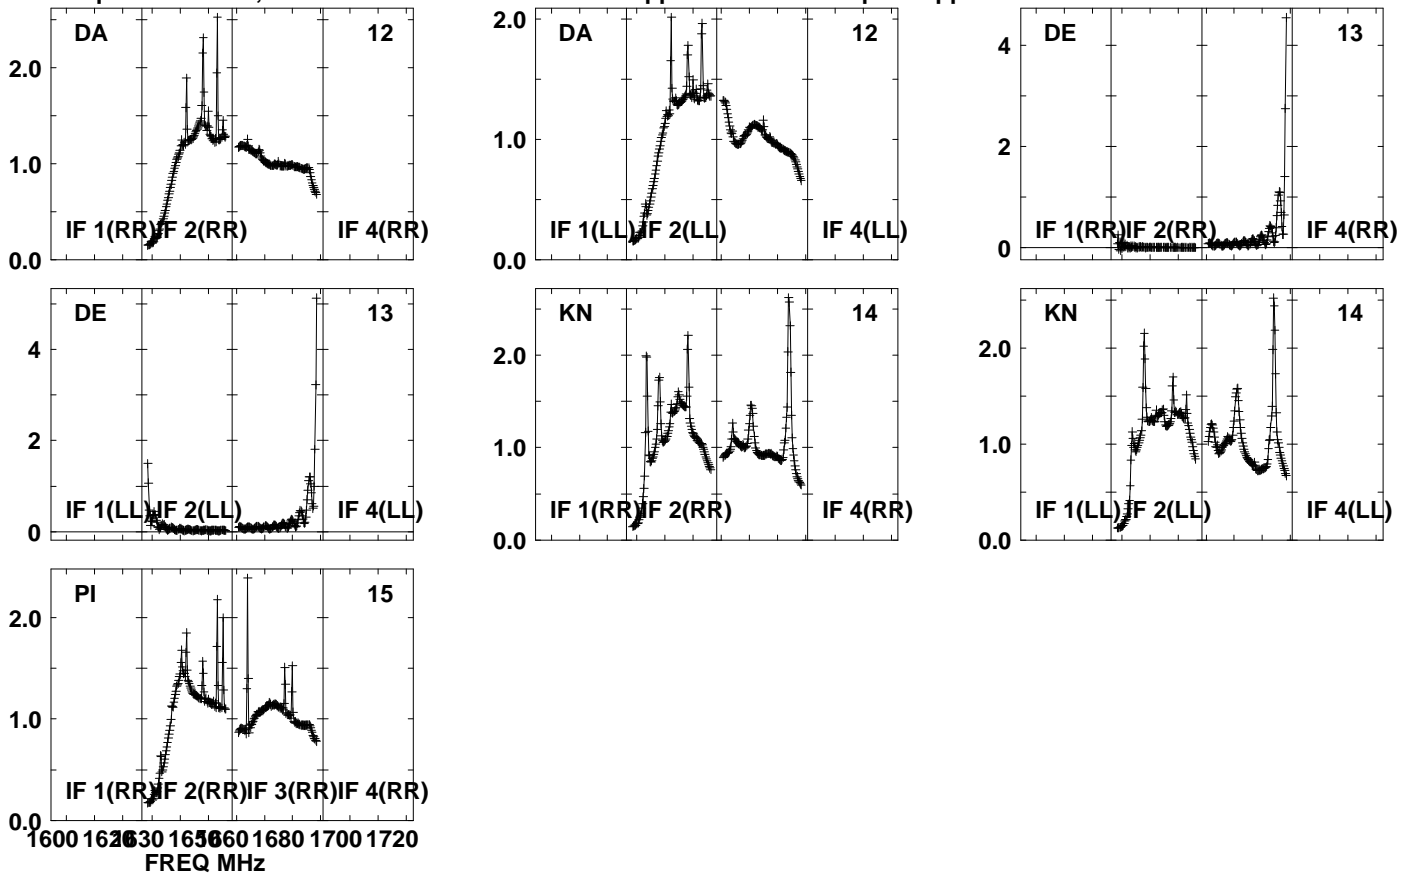 DA 12
2.0
1.0
0.0
IF 1(RR) IF 2(RR) IF 4(RR)
DA 12
2.0
1.0
0.0
IF 1(LL) IF 2(LL) IF 4(LL)
DE 13
4
2
0
IF 1(RR) IF 2(RR) IF 4(RR)
DE 13
4
2
0
IF 1(LL) IF 2(LL) IF 4(LL)
KN 14
2.0
1.0
0.0
IF 1(RR) IF 2(RR) IF 4(RR)
KN 14
2.0
1.0
0.0
IF 1(LL) IF 2(LL) IF 4(LL)
PI 15
2.0
1.0
0.0
IF 1(RR) IF 2(RR) IF 3(RR) IF 4(RR)
1600 1620 1630 1650 1660 1680 1700 1720
FREQ MHz